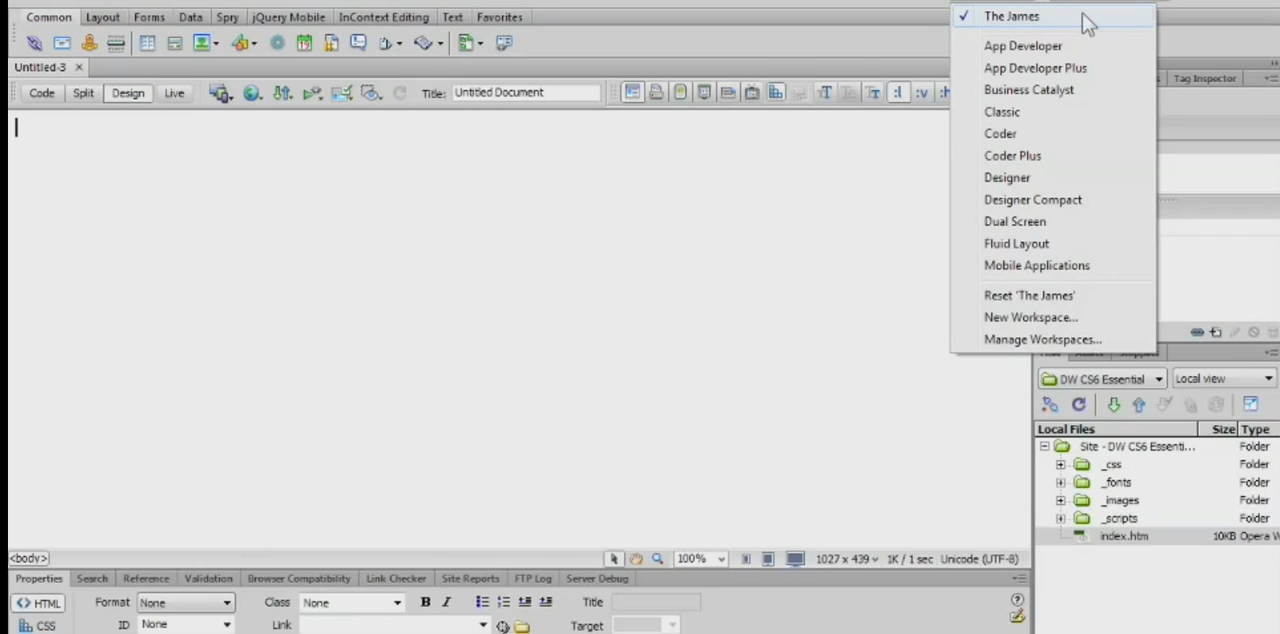 Common Layout Forms Data Spry jQuery Mobile InContext Editing Text Favorites
Untitled-3 ×
Code Split Design Live Title: Untitled Document
The James
App Developer
App Developer Plus
Business Catalyst
Classic
Coder
Coder Plus
Designer
Designer Compact
Dual Screen
Fluid Layout
Mobile Applications
Reset 'The James'
New Workspace...
Manage Workspaces...
Tag Inspector
DW CS6 Essential Local view
Local Files Size Type
Site - DW CS6 Essenti... Folder
_css Folder
_fonts Folder
_images Folder
_scripts Folder
index.htm 10KB Opera W
<body> 100% 1027 x 439 1K / 1 sec Unicode (UTF-8)
Properties Search Reference Validation Browser Compatibility Link Checker Site Reports FTP Log Server Debug
<> HTML Format None Class None B I Title
CSS ID None Link Target